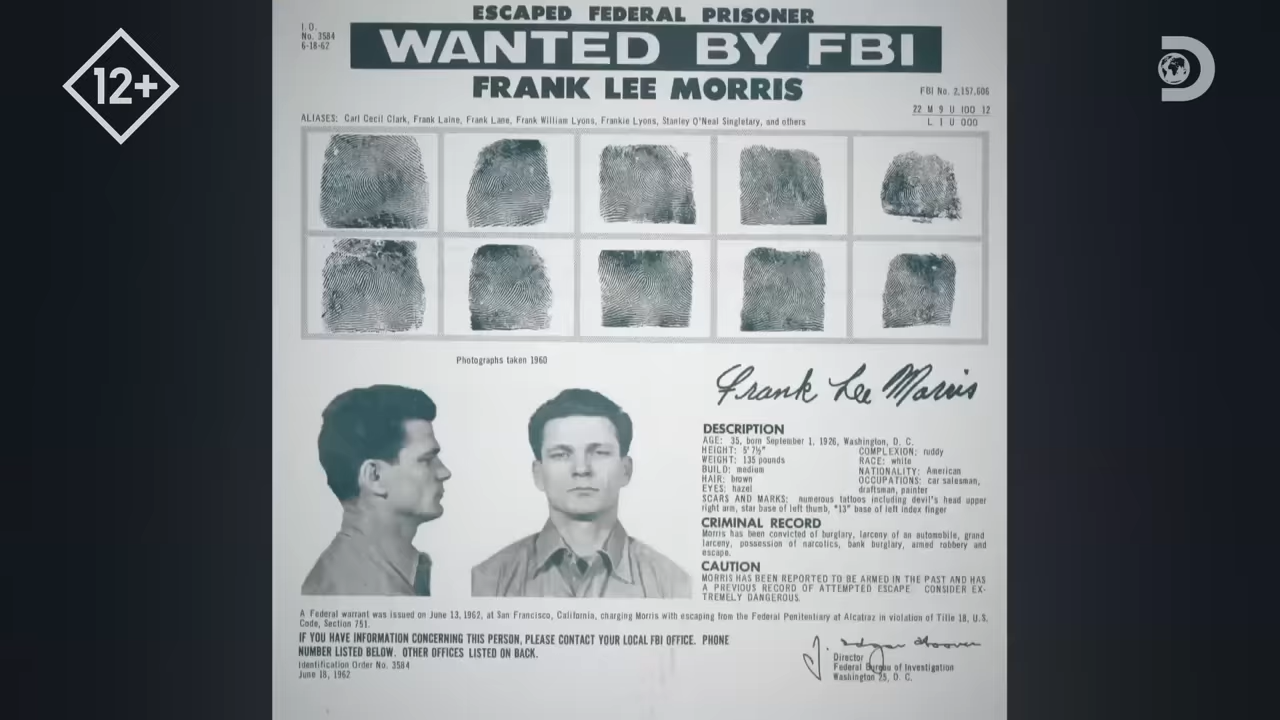 ESCAPED FEDERAL PRISONER
I.O.
No. 3584
6-18-62
WANTED BY FBI
12+
FRANK LEE MORRIS
FBI No. 2,157,606
22 M 9 U 100 12
L 1 U 000
ALIASES: Carl Cecil Clark, Frank Laine, Frank Lane, Frank William Lyons, Frankie Lyons, Stanley O'Neal Singletary, and others
Photographs taken 1960
Frank Lee Morris
DESCRIPTION
AGE: 35, born September 1, 1926, Washington, D. C.
HEIGHT: 5' 7½" COMPLEXION: ruddy
WEIGHT: 135 pounds RACE: white
BUILD: medium NATIONALITY: American
HAIR: brown OCCUPATIONS: car salesman,
EYES: hazel draftsman, painter
SCARS AND MARKS: numerous tattoos including devil's head upper
right arm, star base of left thumb, "13" base of left index finger
CRIMINAL RECORD
Morris has been convicted of burglary, larceny of an automobile, grand
larceny, possession of narcotics, bank burglary, armed robbery and
escape.
CAUTION
MORRIS HAS BEEN REPORTED TO BE ARMED IN THE PAST AND HAS
A PREVIOUS RECORD OF ATTEMPTED ESCAPE CONSIDER EX-
TREMELY DANGEROUS
A Federal warrant was issued on June 13, 1962, at San Francisco, California, charging Morris with escaping from the Federal Penitentiary at Alcatraz in violation of Title 18, U.S.
Code, Section 751.
IF YOU HAVE INFORMATION CONCERNING THIS PERSON, PLEASE CONTACT YOUR LOCAL FBI OFFICE. PHONE
NUMBER LISTED BELOW. OTHER OFFICES LISTED ON BACK.
Identification Order No. 3584
June 18, 1962
J. Edgar Hoover
Director
Federal Bureau of Investigation
Washington 25, D. C.